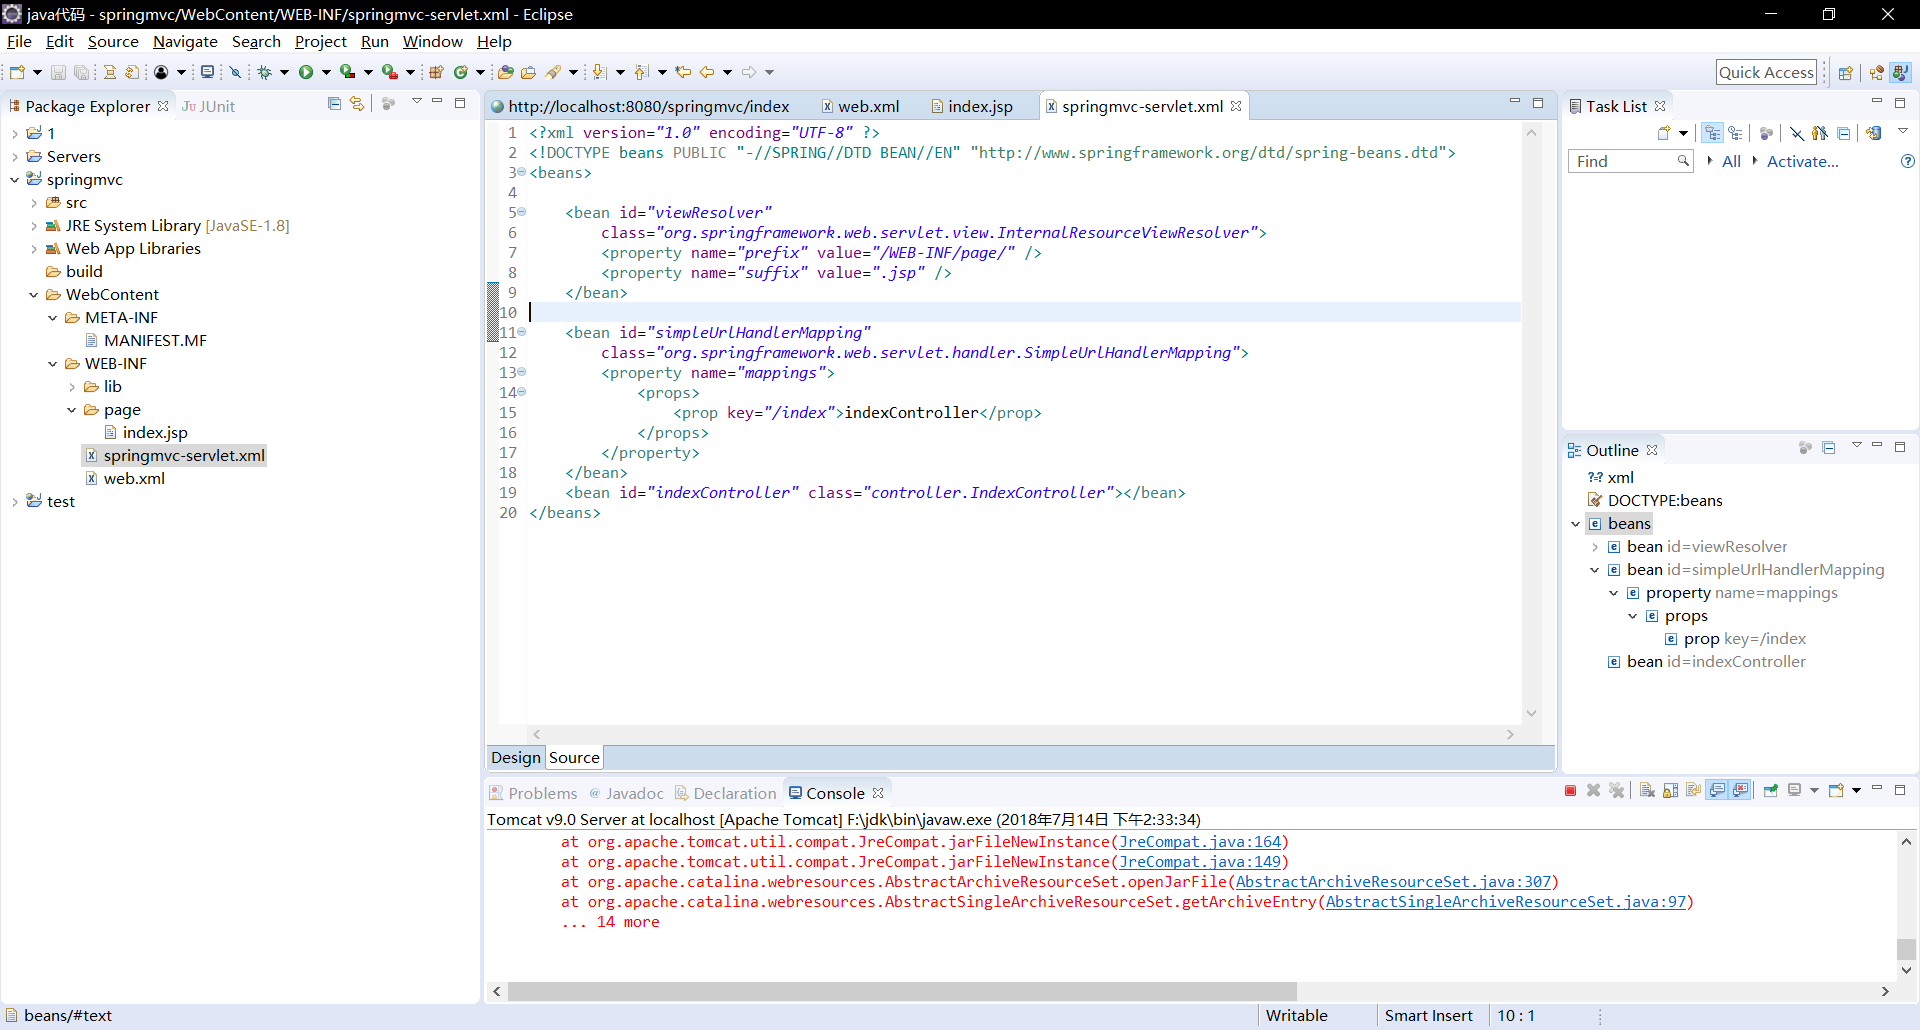 java代码 - springmvc/WebContent/WEB-INF/springmvc-servlet.xml - Eclipse
File Edit Source Navigate Search Project Run Window Help
Quick Access
Package Explorer
JUnit
1
Servers
springmvc
src
JRE System Library [JavaSE-1.8]
Web App Libraries
build
WebContent
META-INF
MANIFEST.MF
WEB-INF
lib
page
index.jsp
springmvc-servlet.xml
web.xml
test
http://localhost:8080/springmvc/index
web.xml
index.jsp
springmvc-servlet.xml
1 <?xml version="1.0" encoding="UTF-8" ?>
2 <!DOCTYPE beans PUBLIC "-//SPRING//DTD BEAN//EN" "http://www.springframework.org/dtd/spring-beans.dtd">
3 <beans>
4
5 <bean id="viewResolver"
6 class="org.springframework.web.servlet.view.InternalResourceViewResolver">
7 <property name="prefix" value="/WEB-INF/page/" />
8 <property name="suffix" value=".jsp" />
9 </bean>
10
11 <bean id="simpleUrlHandlerMapping"
12 class="org.springframework.web.servlet.handler.SimpleUrlHandlerMapping">
13 <property name="mappings">
14 <props>
15 <prop key="/index">indexController</prop>
16 </props>
17 </property>
18 </bean>
19 <bean id="indexController" class="controller.IndexController"></bean>
20 </beans>
Design Source
Task List
Find All Activate...
Outline
xml
DOCTYPE:beans
beans
bean id=viewResolver
bean id=simpleUrlHandlerMapping
property name=mappings
props
prop key=/index
bean id=indexController
Problems @ Javadoc Declaration Console
Tomcat v9.0 Server at localhost [Apache Tomcat] F:\jdk\bin\javaw.exe (2018年7月14日 下午2:33:34)
at org.apache.tomcat.util.compat.JreCompat.jarFileNewInstance(JreCompat.java:164)
at org.apache.tomcat.util.compat.JreCompat.jarFileNewInstance(JreCompat.java:149)
at org.apache.catalina.webresources.AbstractArchiveResourceSet.openJarFile(AbstractArchiveResourceSet.java:307)
at org.apache.catalina.webresources.AbstractSingleArchiveResourceSet.getArchiveEntry(AbstractSingleArchiveResourceSet.java:97)
... 14 more
beans/#text
Writable
Smart Insert
10 : 1